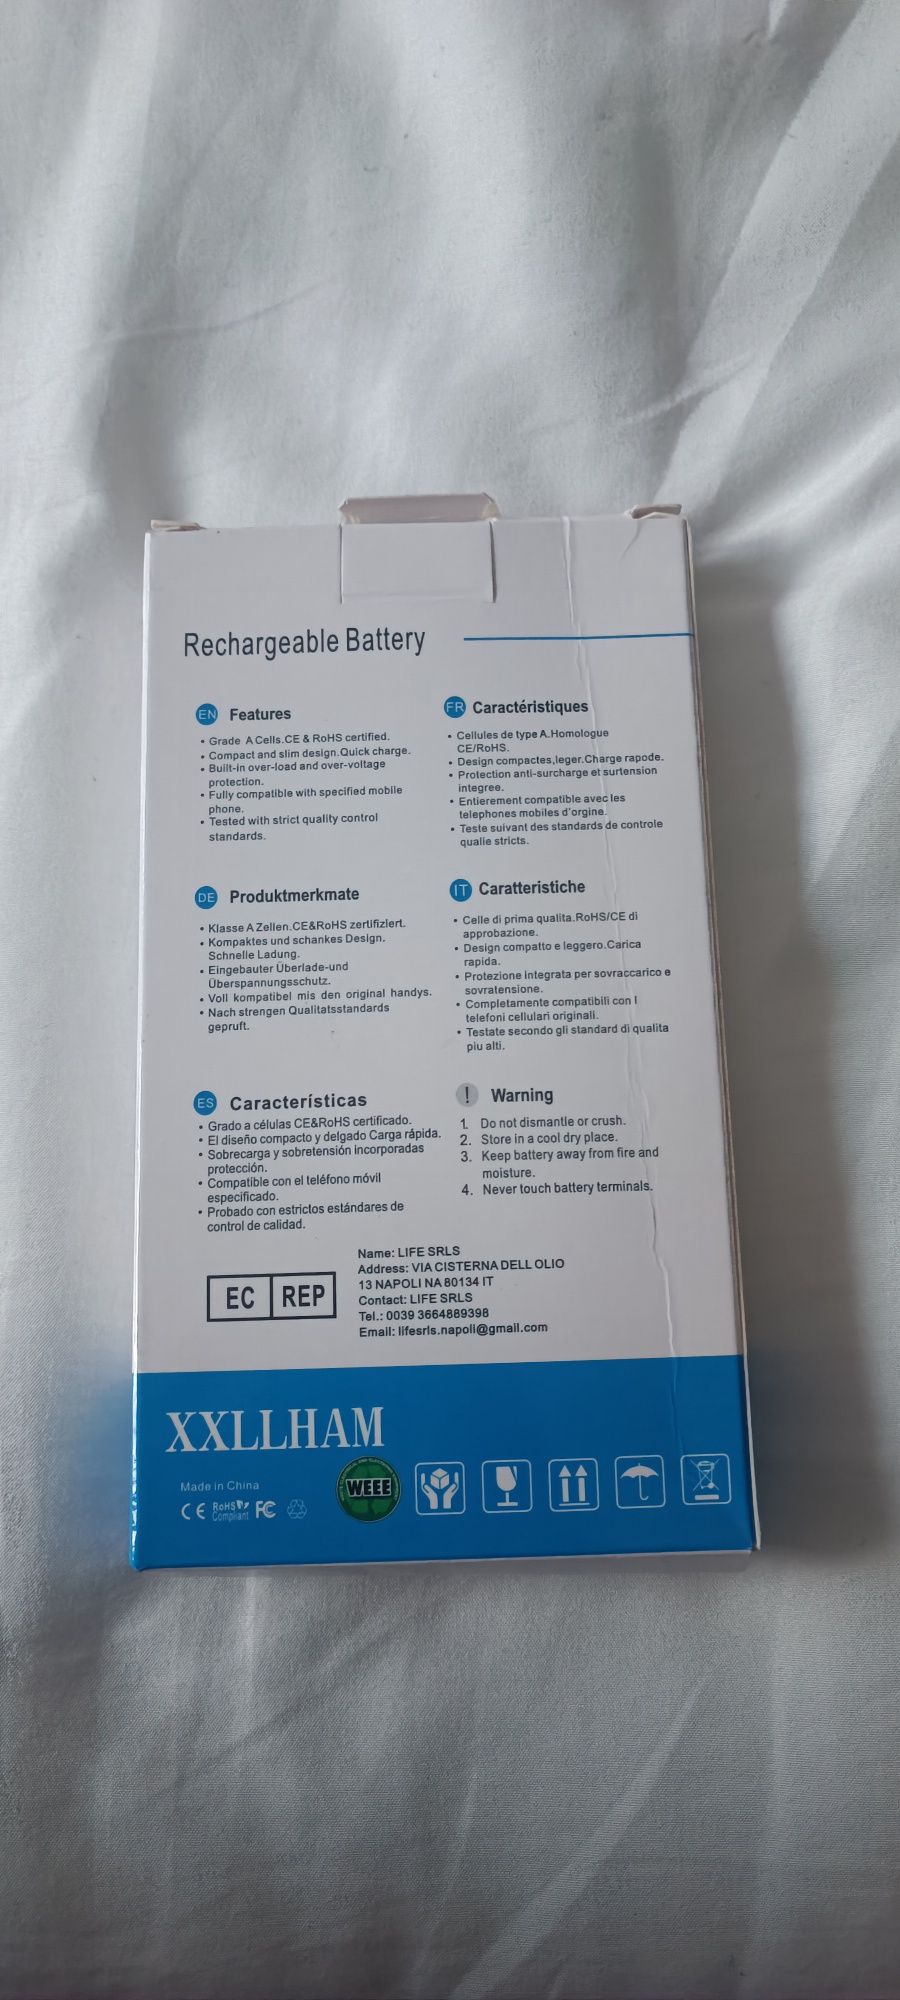 Rechargeable Battery
EN Features
• Grade A Cells.CE & RoHS certified.
• Compact and slim design.Quick charge.
• Built-in over-load and over-voltage
protection.
• Fully compatible with specified mobile
phone.
• Tested with strict quality control
standards.
FR Caractéristiques
• Cellules de type A.Homologue
CE/RoHS.
• Design compactes,leger.Charge rapode.
• Protection anti-surcharge et surtension
integree.
• Entierement compatible avec les
telephones mobiles d'orgine.
• Teste suivant des standards de controle
qualie stricts.
DE Produktmerkmate
• Klasse A Zellen.CE&RoHS zertifiziert.
• Kompaktes und schankes Design.
Schnelle Ladung.
• Eingebauter Überlade-und
Überspannungsschutz.
• Voll kompatibel mis den original handys.
• Nach strengen Qualitatsstandards
gepruft.
IT Caratteristiche
• Celle di prima qualita.RoHS/CE di
approbazione.
• Design compatto e leggero.Carica
rapida.
• Protezione integrata per sovraccarico e
sovratensione.
• Completamente compatibili con I
telefoni cellulari originali.
• Testate secondo gli standard di qualita
piu alti.
ES Características
• Grado a células CE&RoHS certificado.
• El diseño compacto y delgado Carga rápida.
• Sobrecarga y sobretensión incorporadas
protección.
• Compatible con el teléfono móvil
especificado.
• Probado con estrictos estándares de
control de calidad.
! Warning
1. Do not dismantle or crush.
2. Store in a cool dry place.
3. Keep battery away from fire and
moisture.
4. Never touch battery terminals.
EC REP
Name: LIFE SRLS
Address: VIA CISTERNA DELL OLIO
13 NAPOLI NA 80134 IT
Contact: LIFE SRLS
Tel.: 0039 3664889398
Email: lifesrls.napoli@gmail.com
XXLLHAM
Made in China
CE RoHS Compliant FC
WEEE